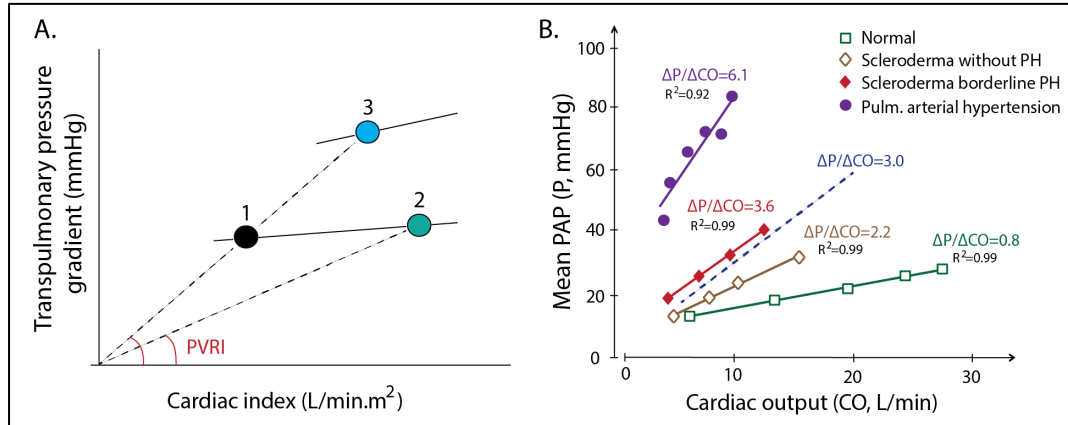 A.
Transpulmonary pressure
gradient (mmHg)
1
2
3
PVRI
Cardiac index (L/min.m²)
B.
Mean PAP (P, mmHg)
100
80
60
40
20
0
0
10
20
30
Cardiac output (CO, L/min)
Normal
Scleroderma without PH
Scleroderma borderline PH
Pulm. arterial hypertension
ΔP/ΔCO=6.1
R²=0.92
ΔP/ΔCO=3.0
ΔP/ΔCO=3.6
R²=0.99
ΔP/ΔCO=2.2
R²=0.99
ΔP/ΔCO=0.8
R²=0.99